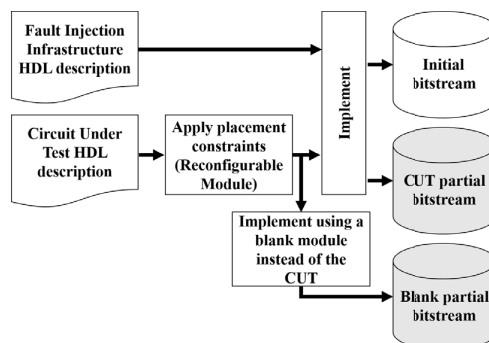 Fault Injection
Infrastructure
HDL description
Implement
Initial
bitstream
Circuit Under
Test HDL
description
Apply placement
constraints
(Reconfigurable
Module)
CUT partial
bitstream
Implement using a
blank module
instead of the
CUT
Blank partial
bitstream